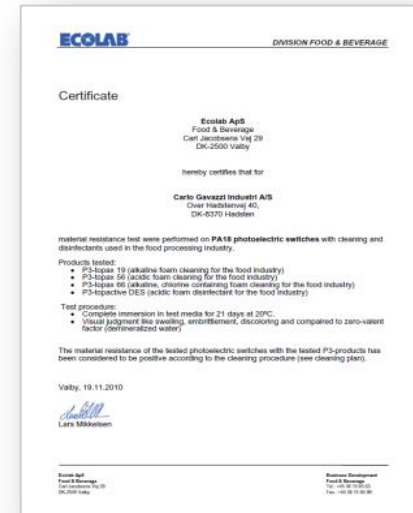 ECOLAB
DIVISION FOOD & BEVERAGE
Certificate
Ecolab ApS
Food & Beverage
Carl Jacobsens Vej 29
DK-2500 Valby
hereby certifies that for
Carlo Gavazzi Industri A/S
Over Hadstenvej 40,
DK-8370 Hadsten
material resistance test were performed on PA18 photoelectric switches with cleaning and
disinfectants used in the food processing industry.
Products tested:
• P3-topax 19 (alkaline foam cleaning for the food industry)
• P3-topax 56 (acidic foam cleaning for the food industry)
• P3-topax 66 (alkaline, chlorine containing foam cleaning for the food industry)
• P3-topactive DES (acidic foam disinfectant for the food industry)
Test procedure:
• Complete immersion in test media for 21 days at 20ºC.
• Visual judgment like swelling, embrittlement, discoloring and compaired to zero-valent
factor (demineralized water)
The material resistance of the tested photoelectric switches with the tested P3-products has
been considered to be positive according to the cleaning procedure (see cleaning plan).
Valby, 19.11.2010
Lars Mikkelsen
Ecolab ApS
Business Development
Food & Beverage
Food & Beverage
Carl Jacobsens Vej 29
DK-2500 Valby